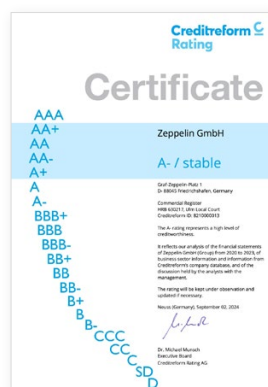 Creditreform
Rating
Certificate
AAA
AA+
AA
AA-
A+
A
A-
BBB+
BBB
BBB-
BB+
BB
BB-
B+
B
B-
CCC
CC
C
SD
D
Zeppelin GmbH
A- / stable
Graf-Zeppelin-Platz 1
D- 88045 Friedrichshafen, Germany
Commercial Register
HRB 630217, Ulm Local Court
Creditreform ID: 8210000313
The A- rating represents a high level of
creditworthiness.
It reflects our analysis of the financial statements
of Zeppelin GmbH (Group) from 2020 to 2023, of
business sector information and information from
Creditreform's company database, and of the
discussion held by the analysts with the
management.
The rating will be kept under observation and
updated if necessary.
Neuss (Germany), September 02, 2024
Dr. Michael Munsch
Executive Board
Creditreform Rating AG